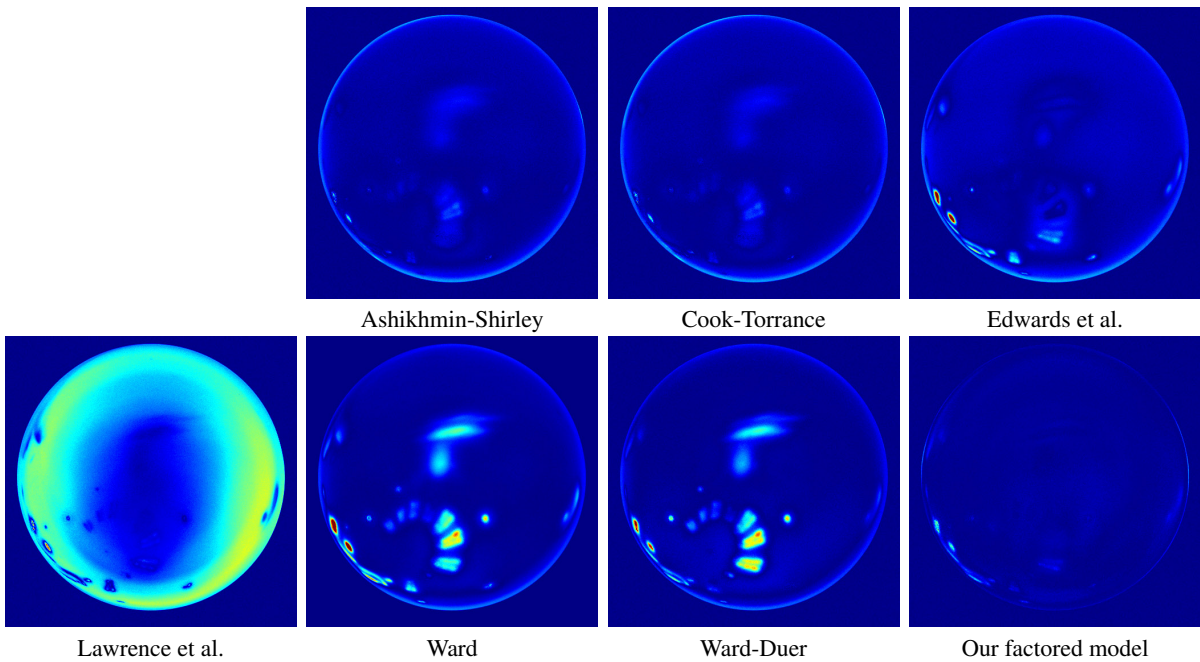 Ashikhmin-Shirley
Cook-Torrance
Edwards et al.
Lawrence et al.
Ward
Ward-Duer
Our factored model